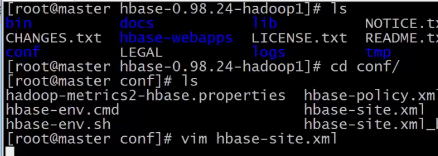 [root@master hbase-0.98.24-hadoop1]# ls
bin docs lib NOTICE.t
CHANGES.txt hbase-webapps LICENSE.txt README.t
conf LEGAL logs tmp
[root@master hbase-0.98.24-hadoop1]# cd conf/
[root@master conf]# ls
hadoop-metrics2-hbase.properties hbase-policy.xm
hbase-env.cmd hbase-site.xml
hbase-env.sh hbase-site.xml_
[root@master conf]# vim hbase-site.xml